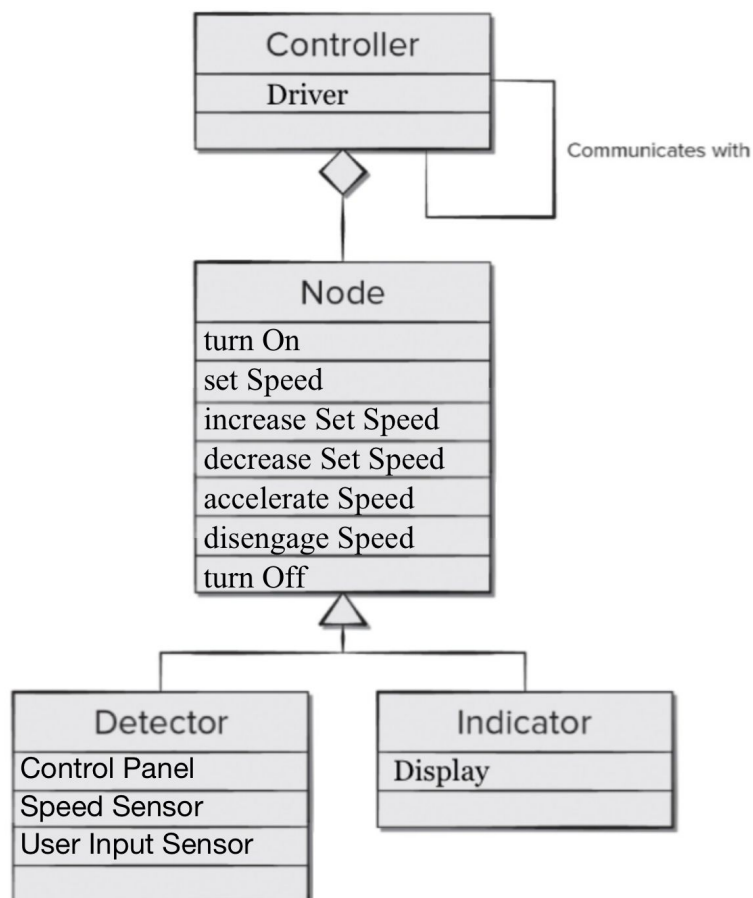 Controller
Driver
Communicates with
Node
turn On
set Speed
increase Set Speed
decrease Set Speed
accelerate Speed
disengage Speed
turn Off
Detector
Control Panel
Speed Sensor
User Input Sensor
Indicator
Display